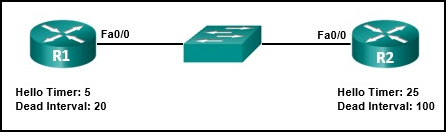 Fa0/0
Fa0/0
R1
R2
Hello Timer: 5
Dead Interval: 20
Hello Timer: 25
Dead Interval: 100